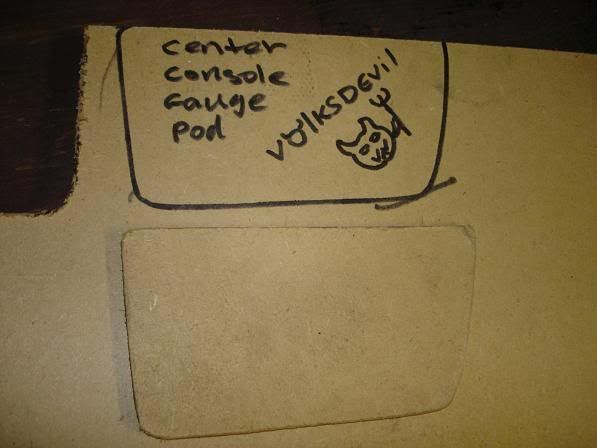 center
console
Gauge
Pod
volKSDEvil